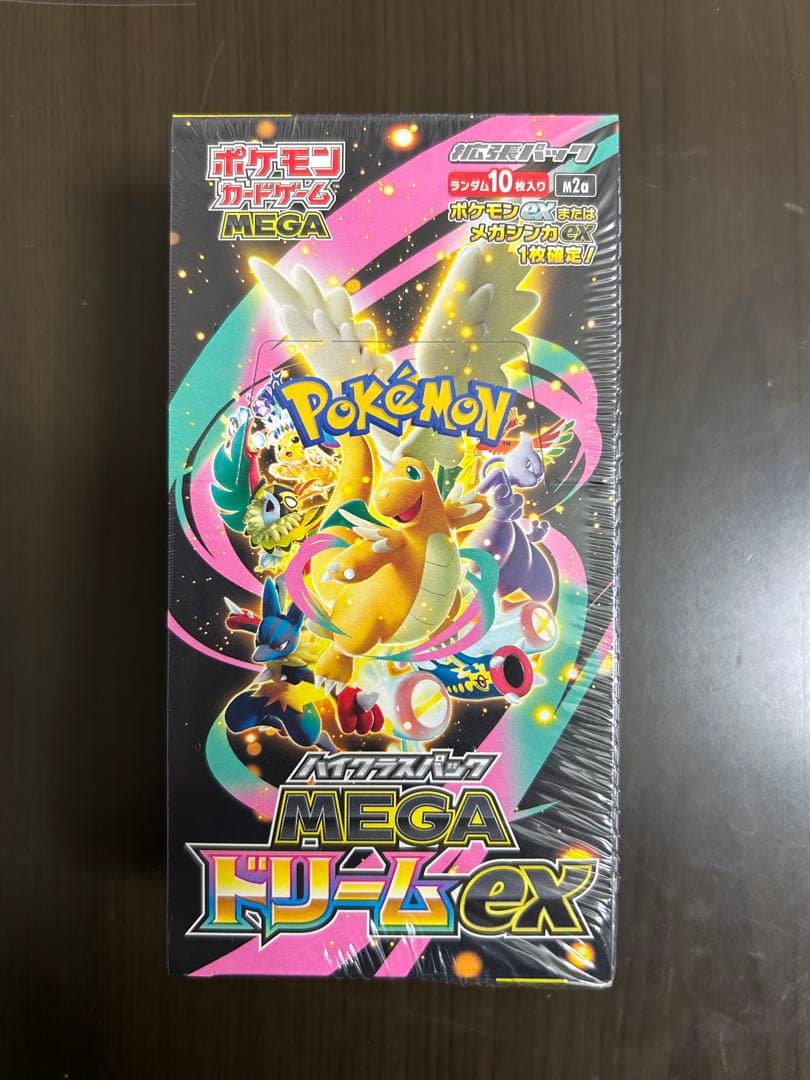 ポケモン
カードゲーム
MEGA
拡張パック
ランダム10枚入り M2a
ポケモンexまたは
メガシンカex
1枚確定!
POKéMON
TM
ハイクラスパック
MEGA
ドリームex